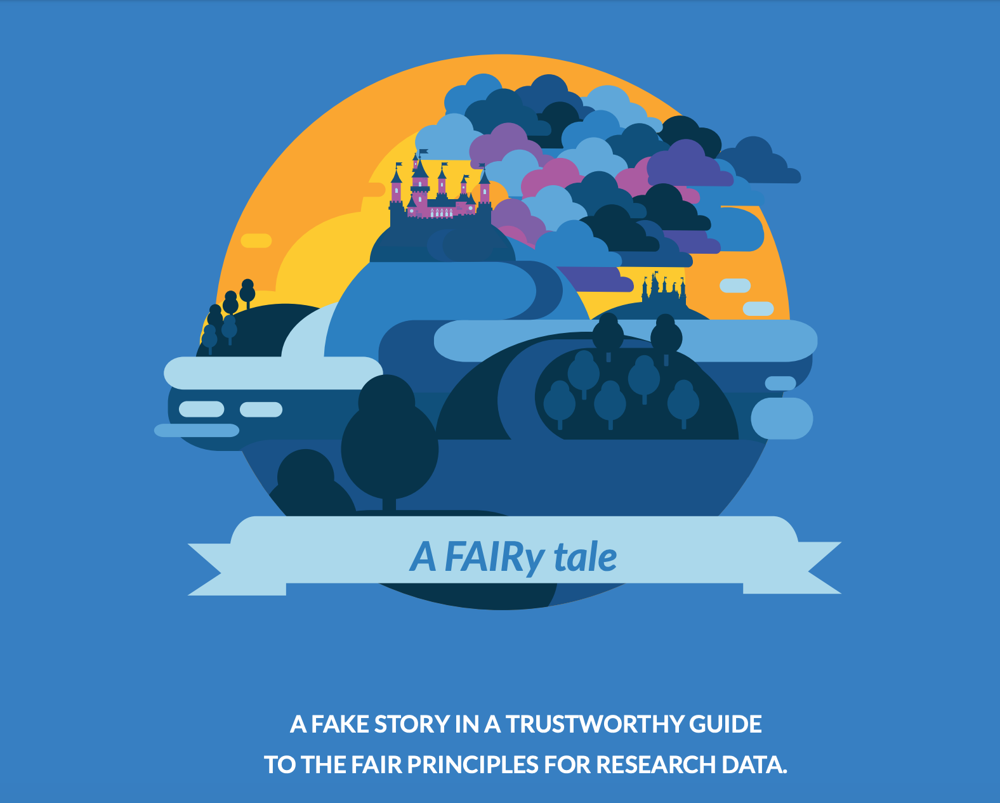 A FAIRy tale
A FAKE STORY IN A TRUSTWORTHY GUIDE
TO THE FAIR PRINCIPLES FOR RESEARCH DATA.